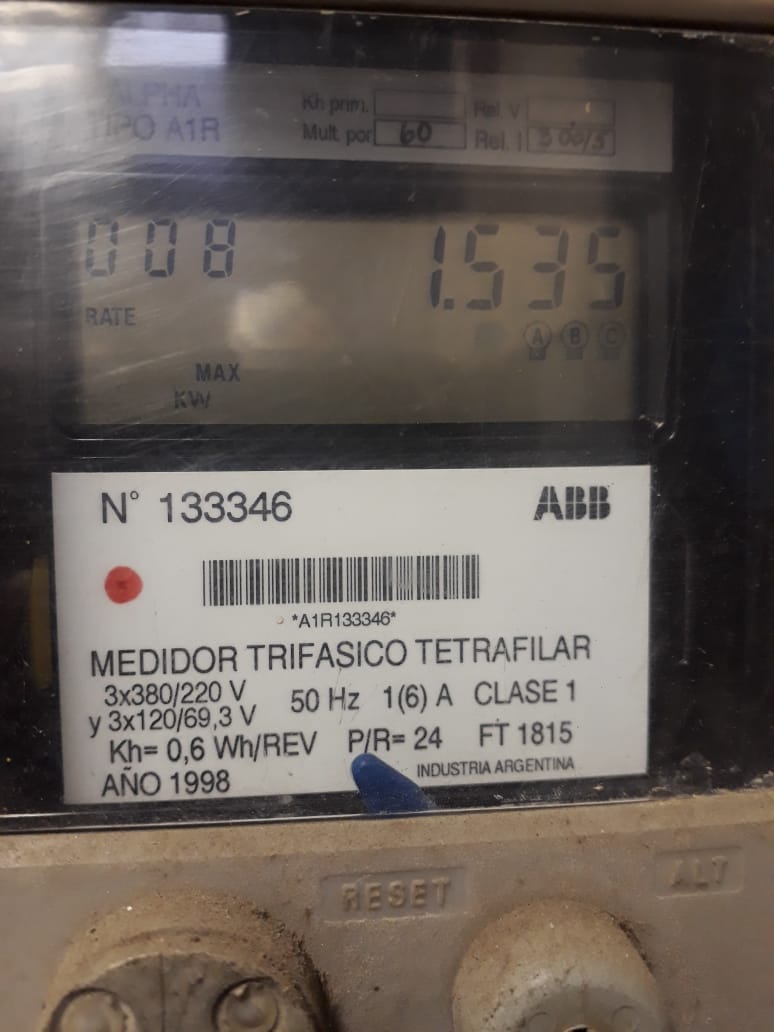 ALPHA
TIPO A1R
Kh prim.
Rel. V
Mult. por 60
Rel. I 300/5
008 1.535
RATE
A B C
MAX
KW
N° 133346 ABB
*A1R133346*
MEDIDOR TRIFASICO TETRAFILAR
3x380/220 V
y 3x120/69,3 V
50 Hz 1(6) A CLASE 1
Kh= 0,6 Wh/REV P/R= 24 FT 1815
AÑO 1998
INDUSTRIA ARGENTINA
RESET
ALT